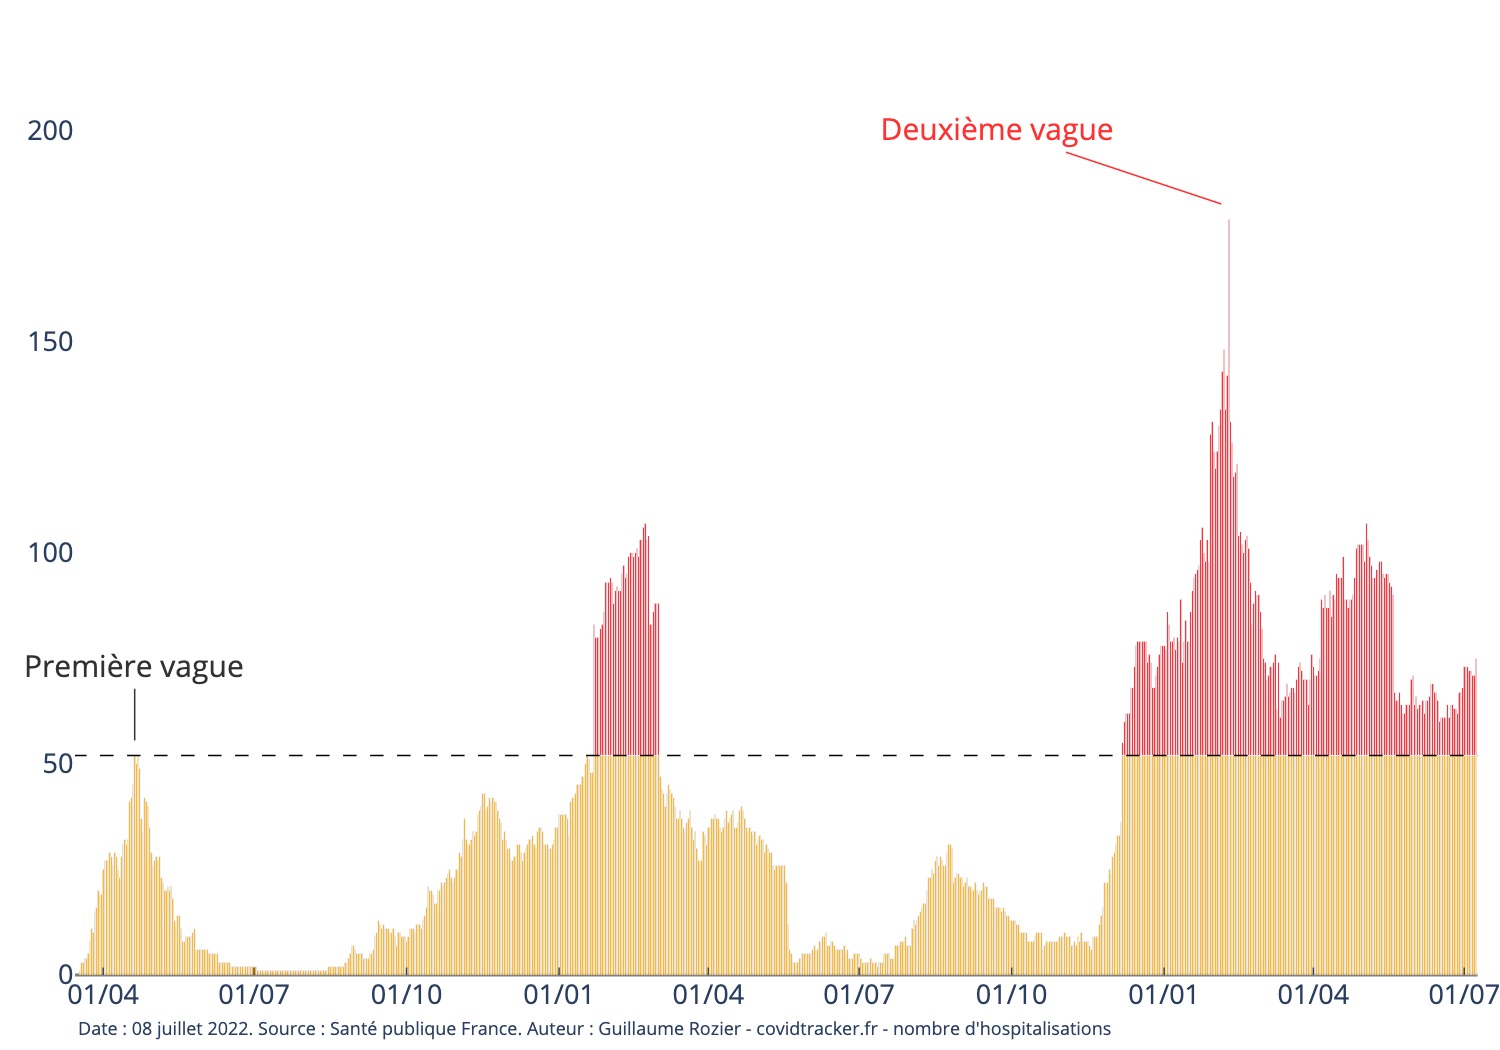 200
Deuxième vague
150
100
Première vague
50
0
01/04 01/07 01/10 01/01 01/04 01/07 01/10 01/01 01/04 01/07
Date : 08 juillet 2022. Source : Santé publique France. Auteur : Guillaume Rozier - covidtracker.fr - nombre d'hospitalisations